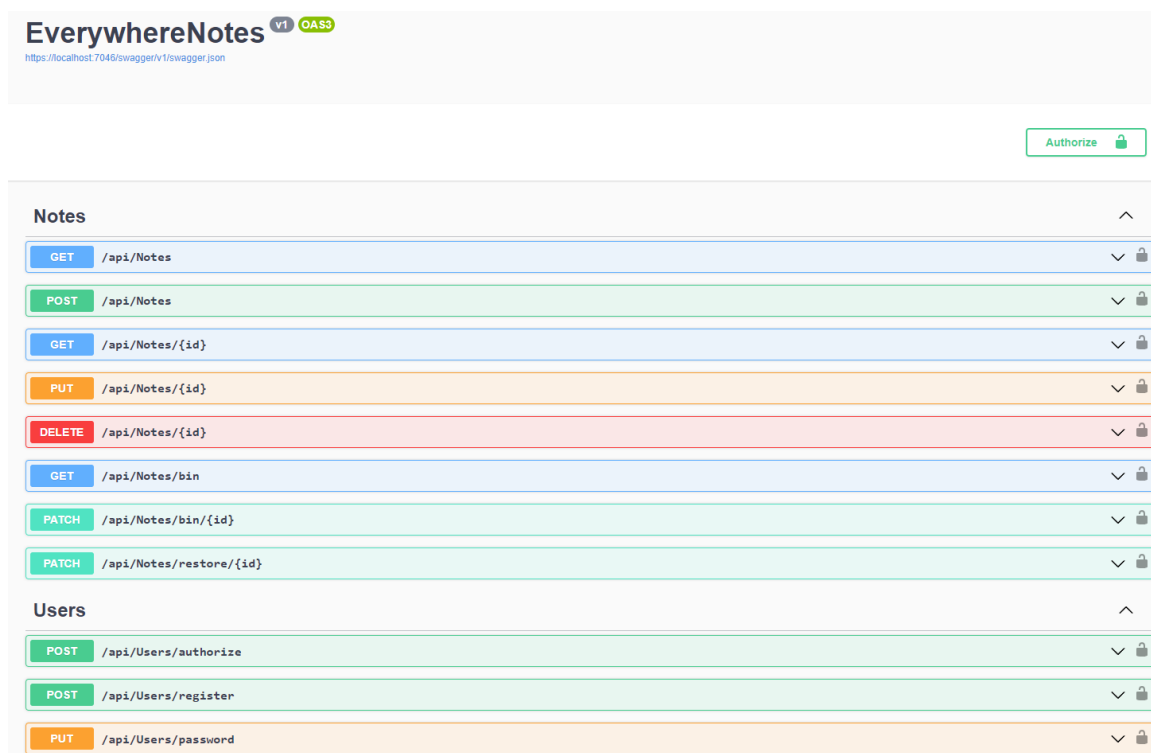 EverywhereNotes v1 OAS3
https://localhost:7046/swagger/v1/swagger.json
Authorize
Notes
GET /api/Notes
POST /api/Notes
GET /api/Notes/{id}
PUT /api/Notes/{id}
DELETE /api/Notes/{id}
GET /api/Notes/bin
PATCH /api/Notes/bin/{id}
PATCH /api/Notes/restore/{id}
Users
POST /api/Users/authorize
POST /api/Users/register
PUT /api/Users/password